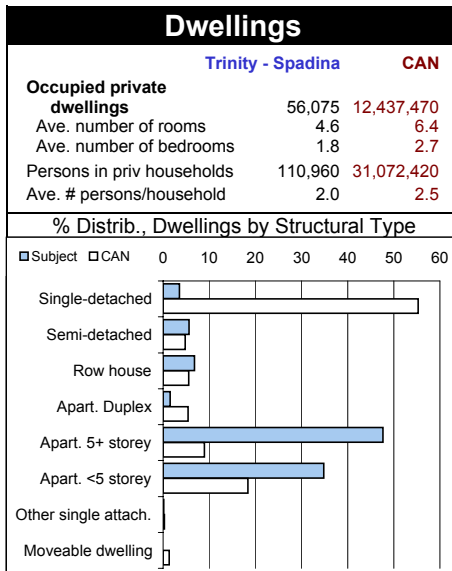 Dwellings
Trinity - Spadina CAN
Occupied private
dwellings 56,075 12,437,470
Ave. number of rooms 4.6 6.4
Ave. number of bedrooms 1.8 2.7
Persons in priv households 110,960 31,072,420
Ave. # persons/household 2.0 2.5
% Distrib., Dwellings by Structural Type
Subject CAN 0 10 20 30 40 50 60
Single-detached
Semi-detached
Row house
Apart. Duplex
Apart. 5+ storey
Apart. <5 storey
Other single attach.
Moveable dwelling